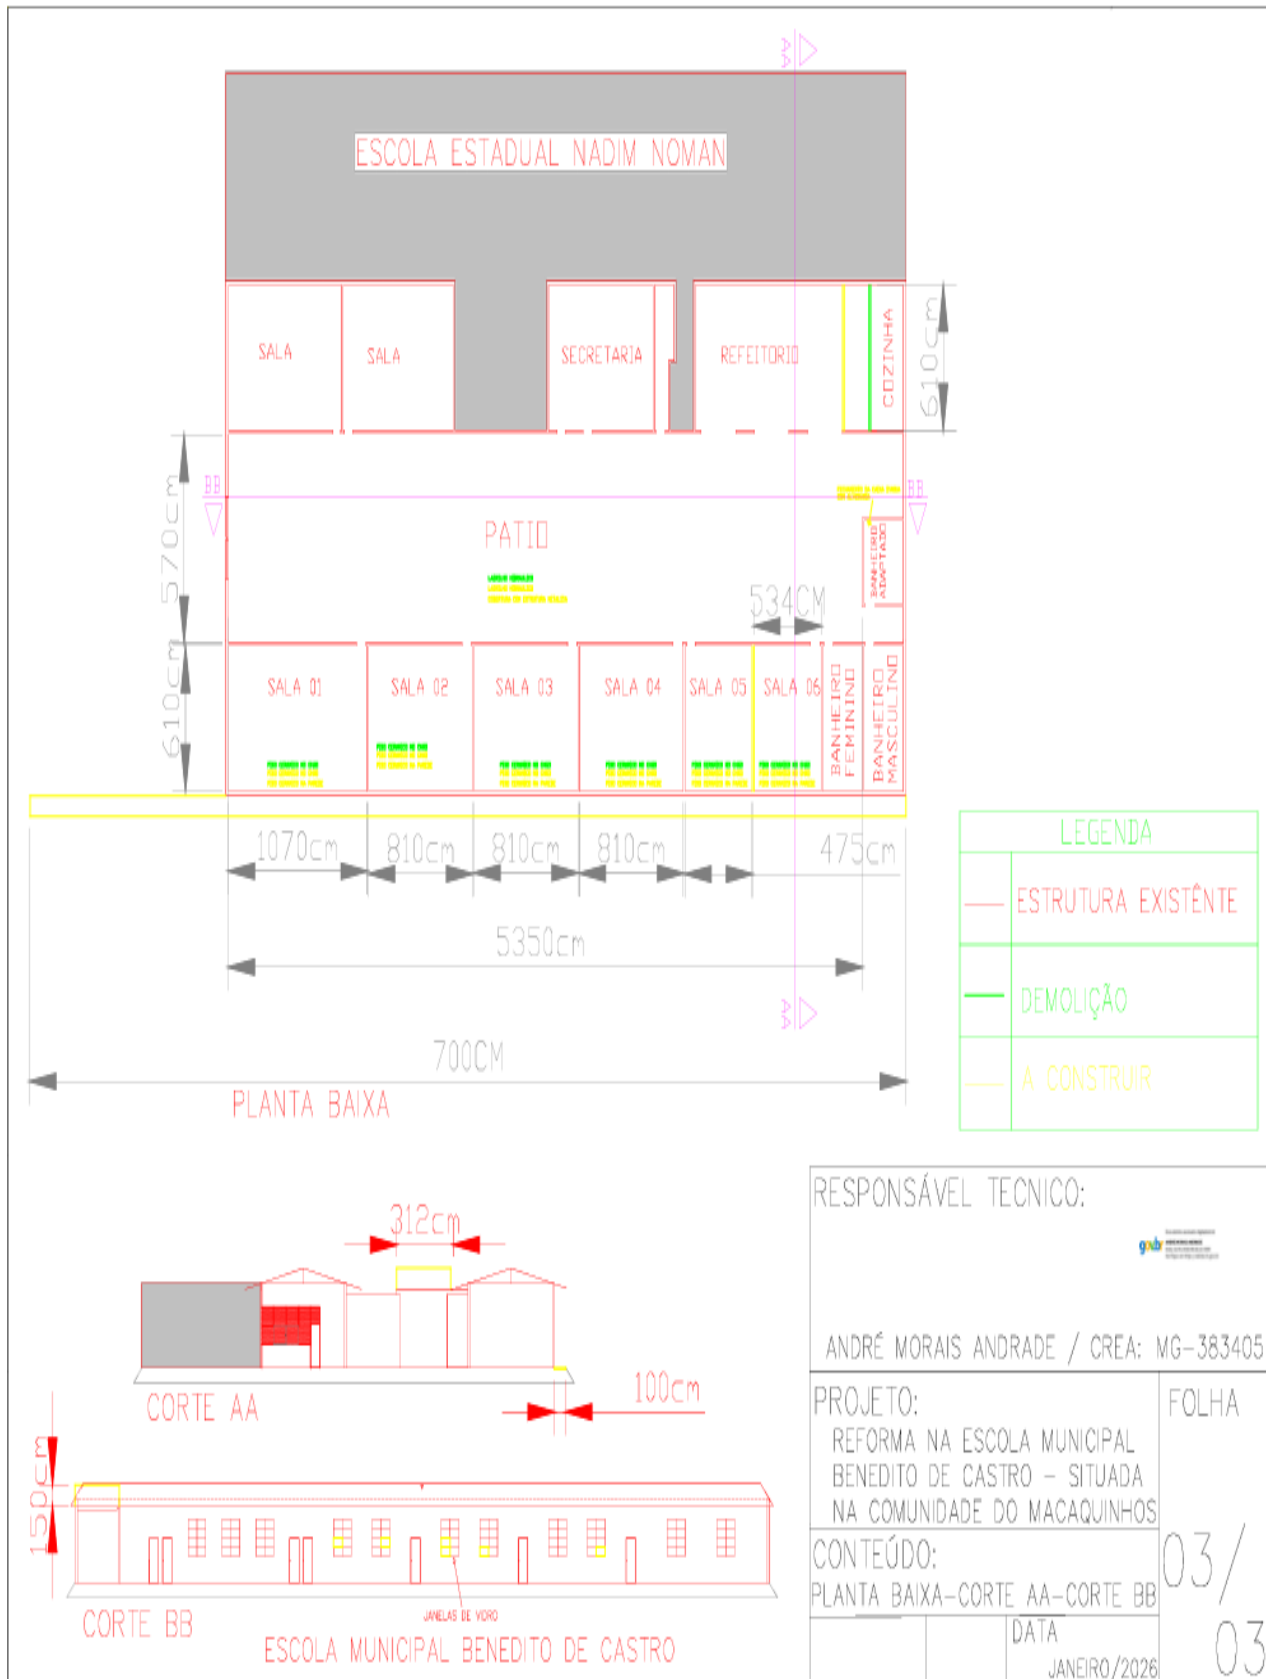 AA
ESCOLA ESTADUAL NADIM NOMAN
SALA
SALA
SECRETARIA
REFEITORIO
COZINHA
610cm
BB
BB
570cm
PATIO
BANHEIRO
ADAPTADO
534CM
610cm
SALA 01
SALA 02
SALA 03
SALA 04
SALA 05
SALA 06
BANHEIRO
FEMININO
BANHEIRO
MASCULINO
1070cm
810cm
810cm
810cm
475cm
5350cm
AA
700CM
PLANTA BAIXA
LEGENDA
ESTRUTURA EXISTÊNTE
DEMOLIÇÃO
A CONSTRUIR
312cm
CORTE AA
100cm
150cm
JANELAS DE VIDRO
CORTE BB
ESCOLA MUNICIPAL BENEDITO DE CASTRO
RESPONSÁVEL TECNICO:
gov.br
ANDRÉ MORAIS ANDRADE / CREA: MG-383405
PROJETO:
REFORMA NA ESCOLA MUNICIPAL
BENEDITO DE CASTRO - SITUADA
NA COMUNIDADE DO MACAQUINHOS
FOLHA
03/
03
CONTEÚDO:
PLANTA BAIXA-CORTE AA-CORTE BB
DATA
JANEIRO/2026